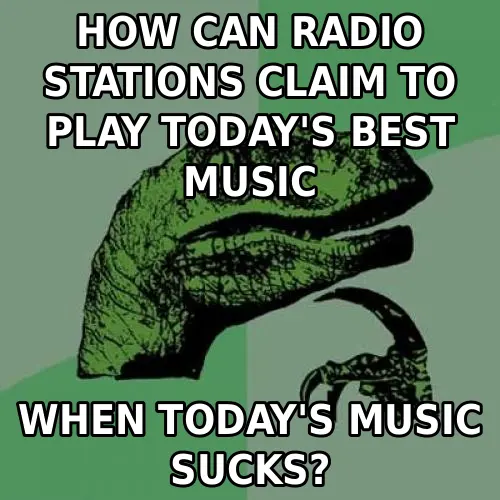 HOW CAN RADIO
STATIONS CLAIM TO
PLAY TODAY'S BEST
MUSIC
WHEN TODAY'S MUSIC
SUCKS?